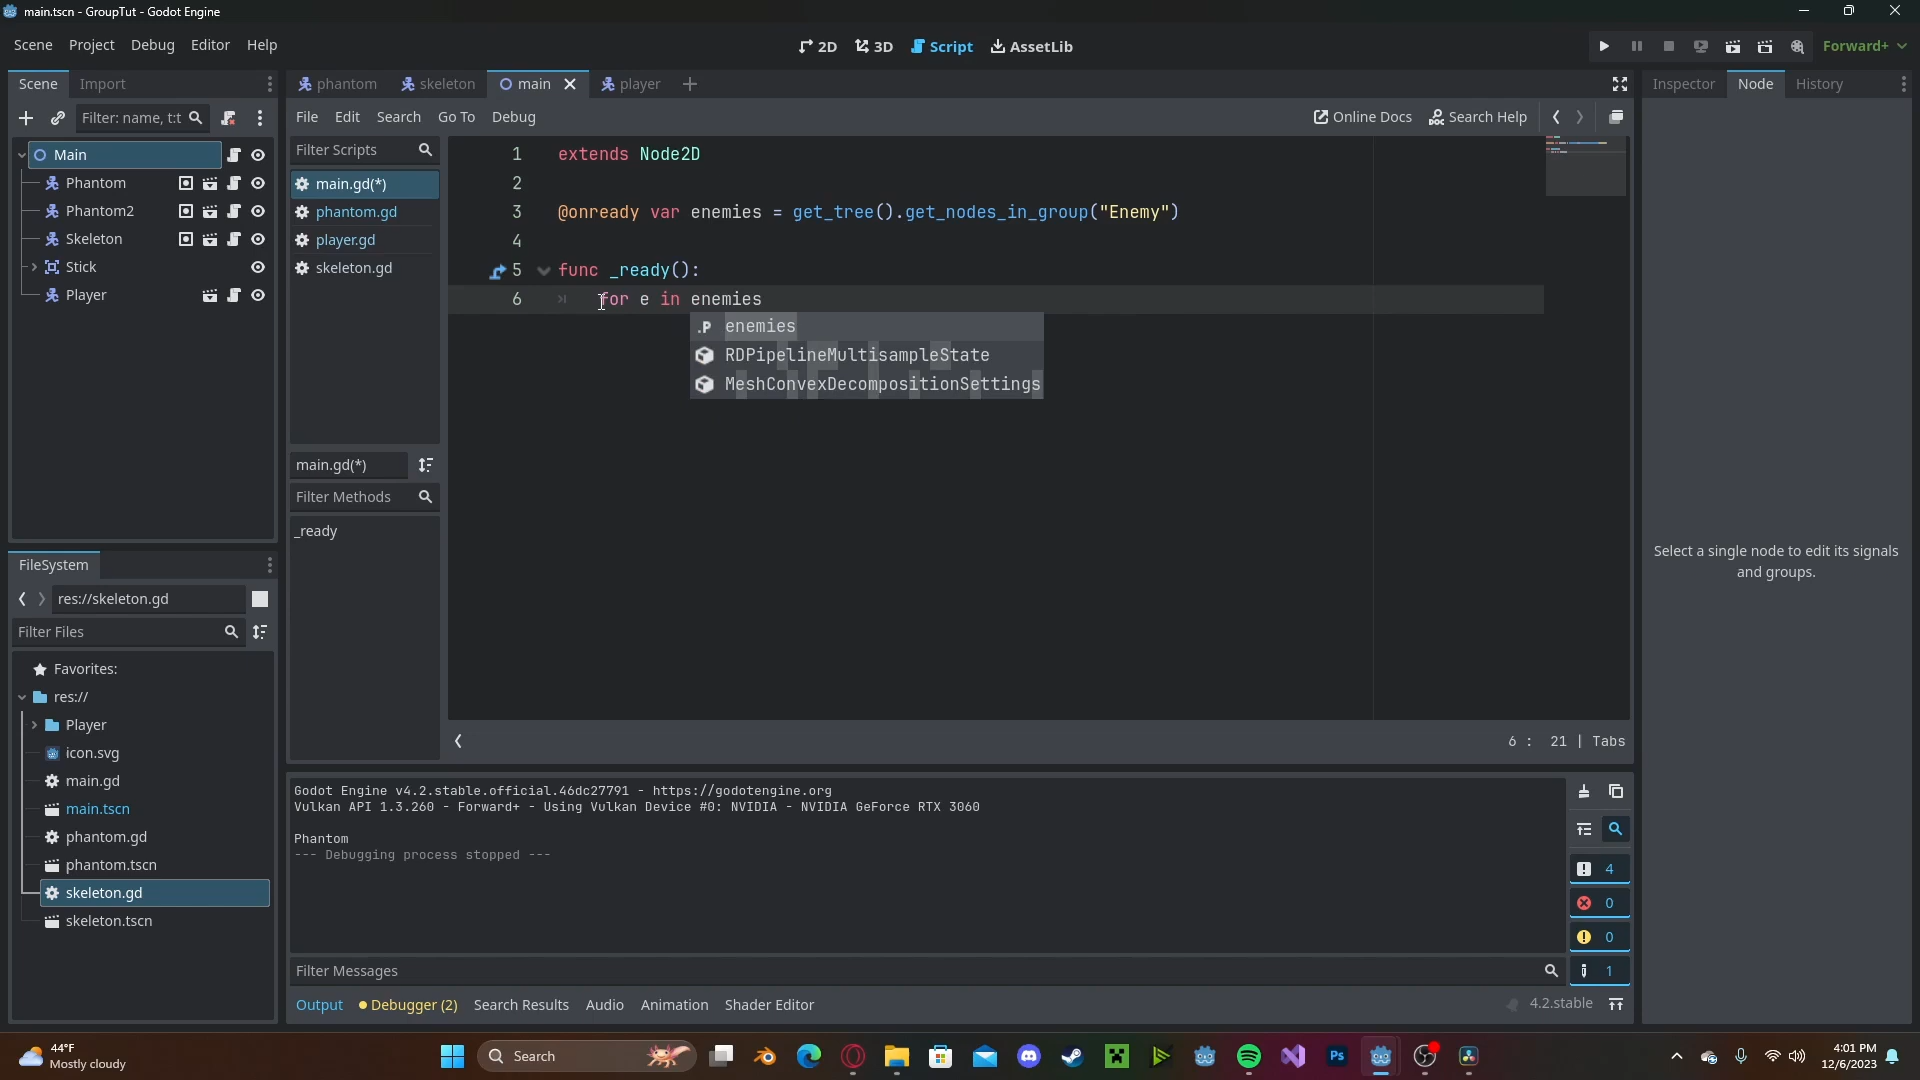 main.tscn - GroupTut - Godot Engine
Scene Project Debug Editor Help
2D 3D Script AssetLib
Forward+
Scene Import
phantom skeleton main player
Inspector Node History
Filter: name, t:t
File Edit Search Go To Debug
Online Docs Search Help
Main
Phantom
Phantom2
Skeleton
Stick
Player
Filter Scripts
main.gd(*)
phantom.gd
player.gd
skeleton.gd
main.gd(*)
Filter Methods
_ready
1 extends Node2D
2
3 @onready var enemies = get_tree().get_nodes_in_group("Enemy")
4
5 func _ready():
6 for e in enemies
enemies
RDPipelineMultisampleState
MeshConvexDecompositionSettings
6 : 21 | Tabs
Select a single node to edit its signals
and groups.
FileSystem
res://skeleton.gd
Filter Files
Favorites:
res://
Player
icon.svg
main.gd
main.tscn
phantom.gd
phantom.tscn
skeleton.gd
skeleton.tscn
Godot Engine v4.2.stable.official.46dc27791 - https://godotengine.org
Vulkan API 1.3.260 - Forward+ - Using Vulkan Device #0: NVIDIA - NVIDIA GeForce RTX 3060
Phantom
--- Debugging process stopped ---
4
0
0
1
Filter Messages
Output Debugger (2) Search Results Audio Animation Shader Editor
4.2.stable
44°F
Mostly cloudy
Search
Ps
4:01 PM
12/6/2023